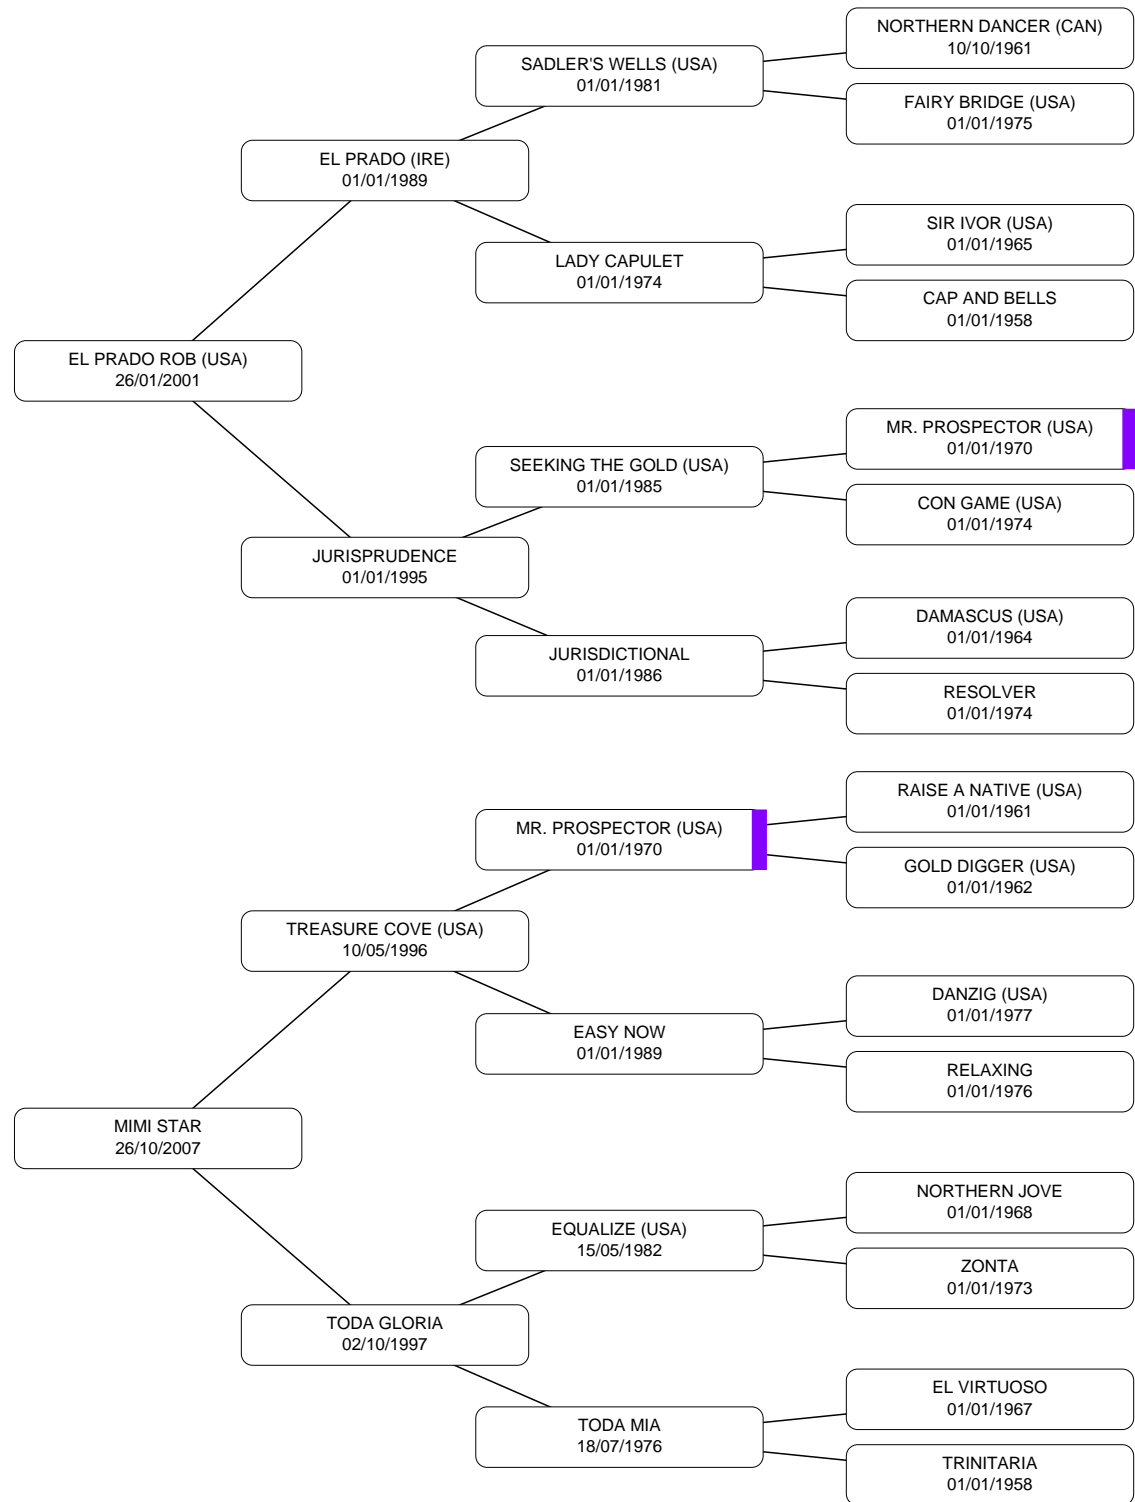 NORTHERN DANCER (CAN)
10/10/1961
SADLER'S WELLS (USA)
01/01/1981
FAIRY BRIDGE (USA)
01/01/1975
EL PRADO (IRE)
01/01/1989
SIR IVOR (USA)
01/01/1965
LADY CAPULET
01/01/1974
CAP AND BELLS
01/01/1958
EL PRADO ROB (USA)
26/01/2001
MR. PROSPECTOR (USA)
01/01/1970
SEEKING THE GOLD (USA)
01/01/1985
CON GAME (USA)
01/01/1974
JURISPRUDENCE
01/01/1995
DAMASCUS (USA)
01/01/1964
JURISDICTIONAL
01/01/1986
RESOLVER
01/01/1974
RAISE A NATIVE (USA)
01/01/1961
MR. PROSPECTOR (USA)
01/01/1970
GOLD DIGGER (USA)
01/01/1962
TREASURE COVE (USA)
10/05/1996
DANZIG (USA)
01/01/1977
EASY NOW
01/01/1989
RELAXING
01/01/1976
MIMI STAR
26/10/2007
NORTHERN JOVE
01/01/1968
EQUALIZE (USA)
15/05/1982
ZONTA
01/01/1973
TODA GLORIA
02/10/1997
EL VIRTUOSO
01/01/1967
TODA MIA
18/07/1976
TRINITARIA
01/01/1958